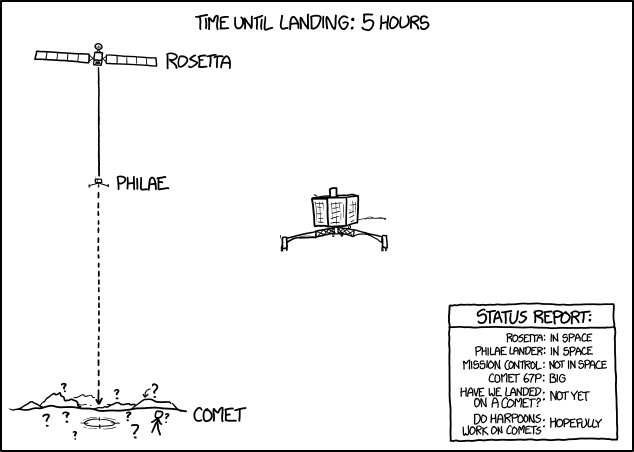 TIME UNTIL LANDING: 5 HOURS
ROSETTA
PHILAE
COMET
? ? ?
? ? ? ? ? ?
STATUS REPORT:
ROSETTA: IN SPACE
PHILAE LANDER: IN SPACE
MISSION CONTROL: NOT IN SPACE
COMET 67P: BIG
HAVE WE LANDED
ON A COMET?: NOT YET
DO HARPOONS
WORK ON COMETS: HOPEFULLY